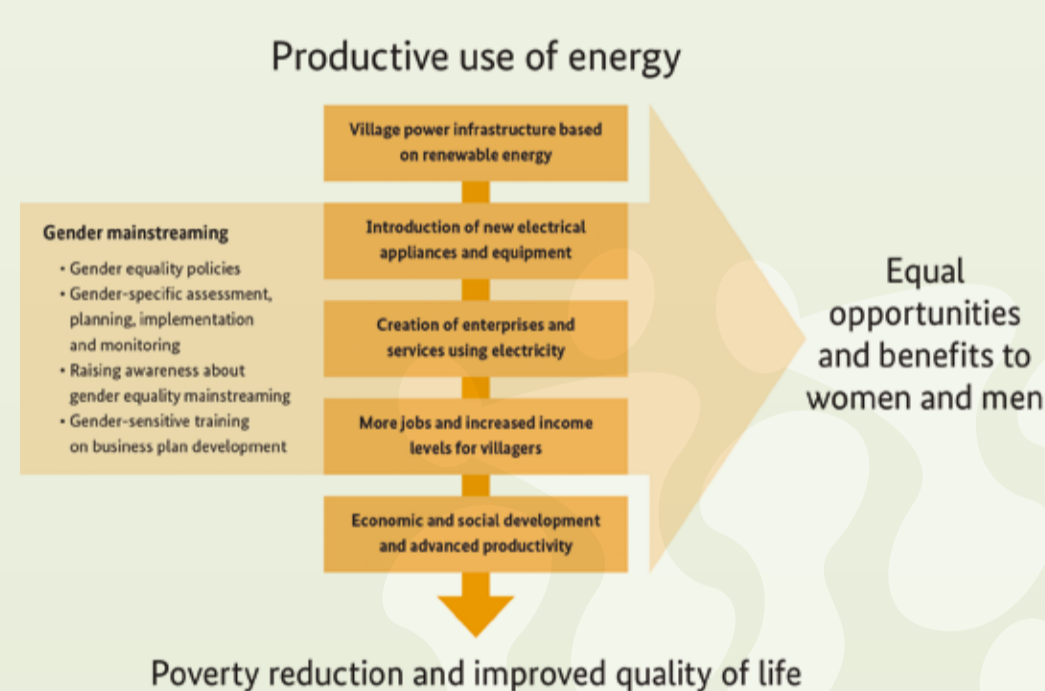 Productive use of energy
Village power infrastructure based
on renewable energy
Gender mainstreaming
• Gender equality policies
• Gender-specific assessment,
planning, implementation
and monitoring
• Raising awareness about
gender equality mainstreaming
• Gender-sensitive training
on business plan development
Introduction of new electrical
appliances and equipment
Creation of enterprises and
services using electricity
More jobs and increased income
levels for villagers
Economic and social development
and advanced productivity
Equal
opportunities
and benefits to
women and men
Poverty reduction and improved quality of life